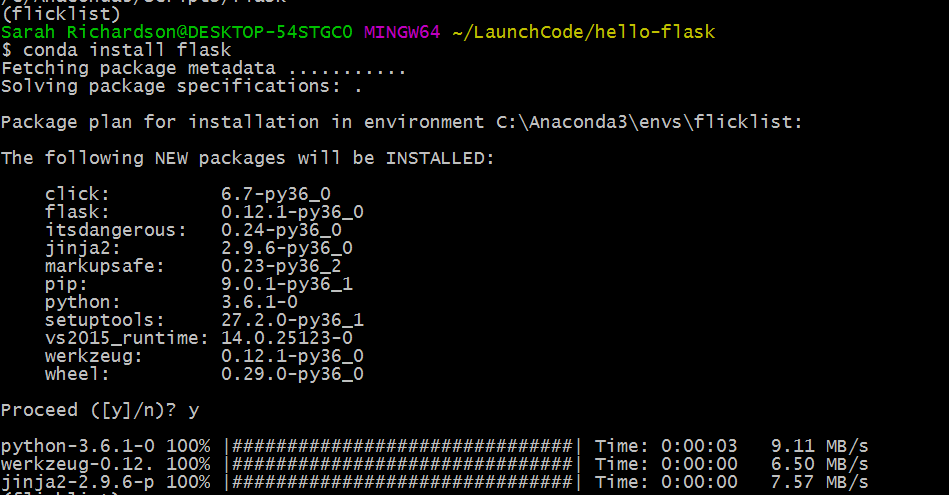 /c/Anaconda3/Scripts/flask
(flicklist)
Sarah Richardson@DESKTOP-54STGC0 MINGW64 ~/LaunchCode/hello-flask
$ conda install flask
Fetching package metadata ...........
Solving package specifications: .
Package plan for installation in environment C:\Anaconda3\envs\flicklist:
The following NEW packages will be INSTALLED:
click: 6.7-py36_0
flask: 0.12.1-py36_0
itsdangerous: 0.24-py36_0
jinja2: 2.9.6-py36_0
markupsafe: 0.23-py36_2
pip: 9.0.1-py36_1
python: 3.6.1-0
setuptools: 27.2.0-py36_1
vs2015_runtime: 14.0.25123-0
werkzeug: 0.12.1-py36_0
wheel: 0.29.0-py36_0
Proceed ([y]/n)? y
python-3.6.1-0 100% |###############################| Time: 0:00:03 9.11 MB/s
werkzeug-0.12. 100% |###############################| Time: 0:00:00 6.50 MB/s
jinja2-2.9.6-p 100% |###############################| Time: 0:00:00 7.57 MB/s
(flicklist)